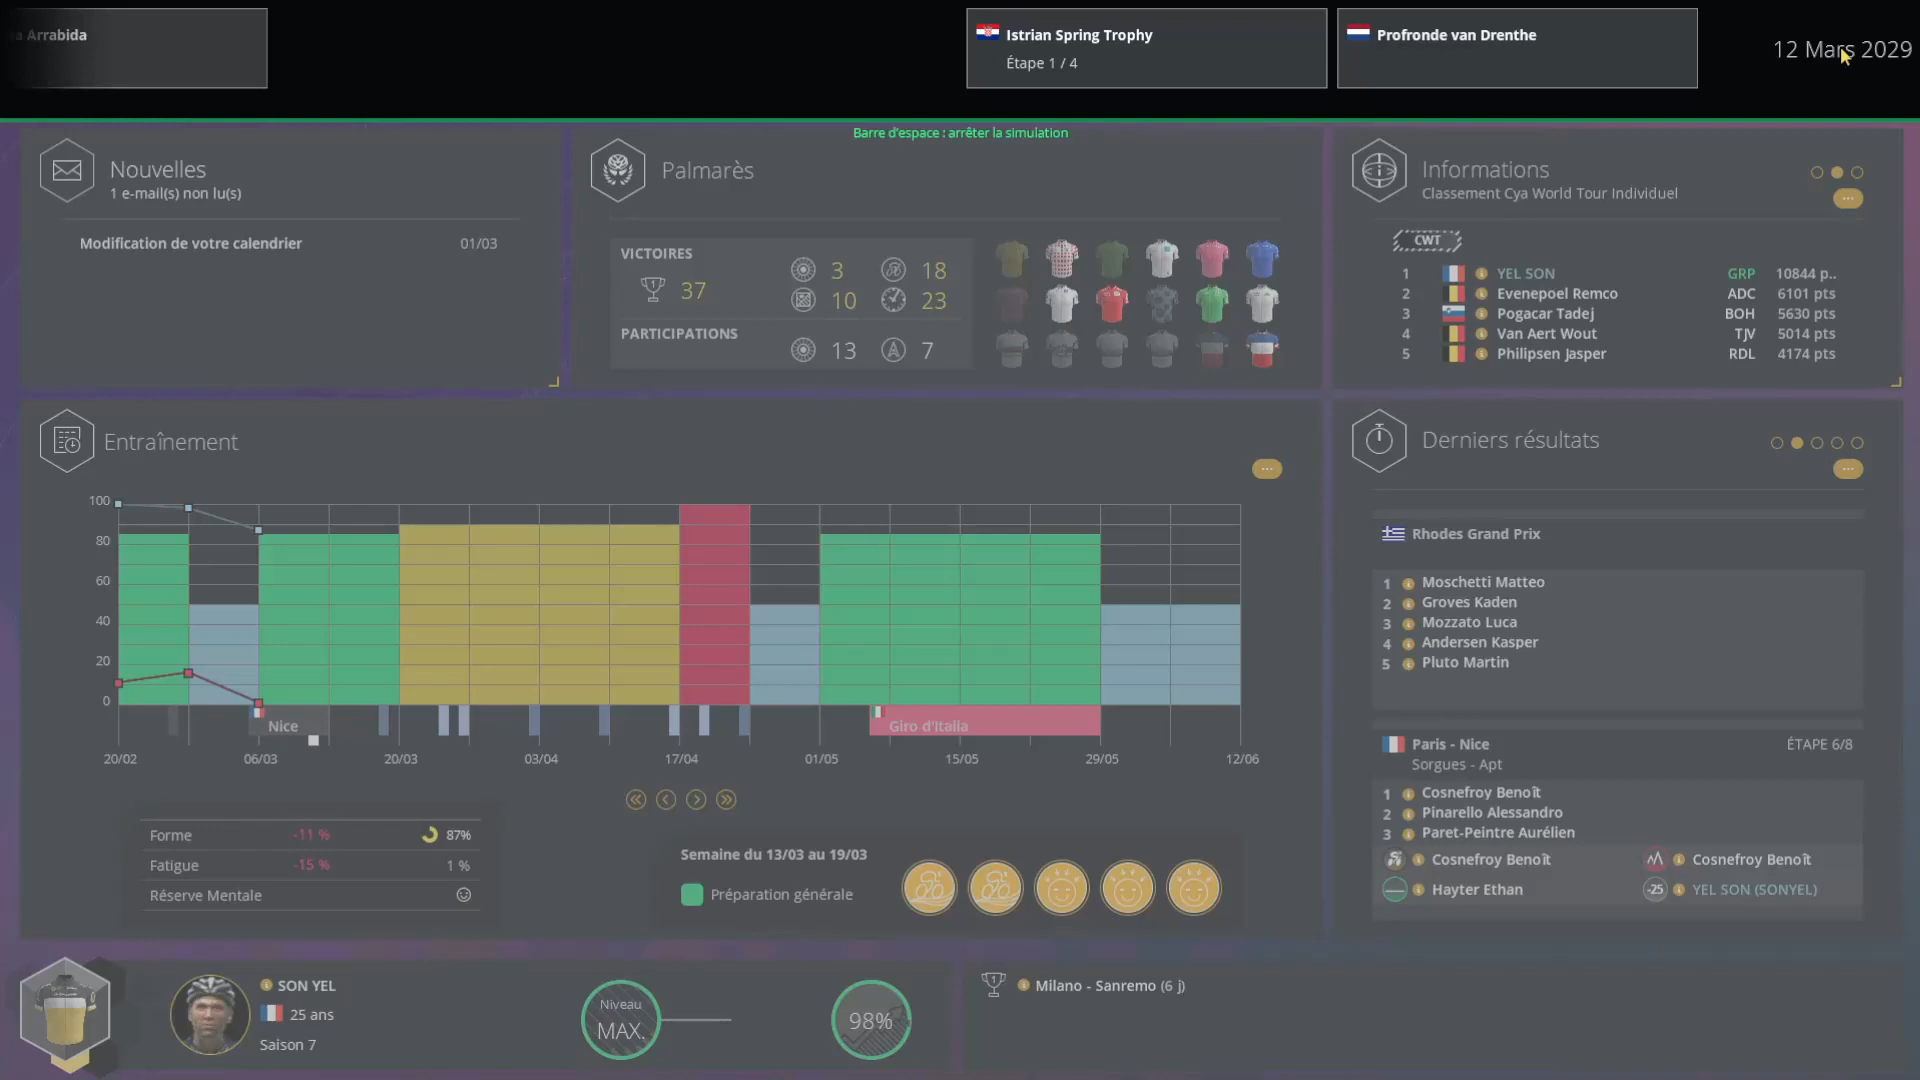 a Arrabida
Istrian Spring Trophy
Étape 1 / 4
Profronde van Drenthe
12 Mars 2029
Barre d'espace : arrêter la simulation
Nouvelles
1 e-mail(s) non lu(s)
Modification de votre calendrier 01/03
Palmarès
VICTOIRES
37
3
18
10
23
PARTICIPATIONS
13
7
Informations
Classement Cya World Tour Individuel
...
CWT
1 YEL SON GRP 10844 p..
2 Evenepoel Remco ADC 6101 pts
3 Pogacar Tadej BOH 5630 pts
4 Van Aert Wout TJV 5014 pts
5 Philipsen Jasper RDL 4174 pts
Entraînement
...
100
80
60
40
20
0
Nice
Giro d'Italia
20/02 06/03 20/03 03/04 17/04 01/05 15/05 29/05 12/06
Forme -11 % 87%
Fatigue -15 % 1 %
Réserve Mentale
Semaine du 13/03 au 19/03
Préparation générale
Derniers résultats
...
Rhodes Grand Prix
1 Moschetti Matteo
2 Groves Kaden
3 Mozzato Luca
4 Andersen Kasper
5 Pluto Martin
Paris - Nice ÉTAPE 6/8
Sorgues - Apt
1 Cosnefroy Benoît
2 Pinarello Alessandro
3 Paret-Peintre Aurélien
Cosnefroy Benoît
Cosnefroy Benoît
Hayter Ethan
-25 YEL SON (SONYEL)
SON YEL
25 ans
Saison 7
Niveau
MAX.
98%
Milano - Sanremo (6 j)